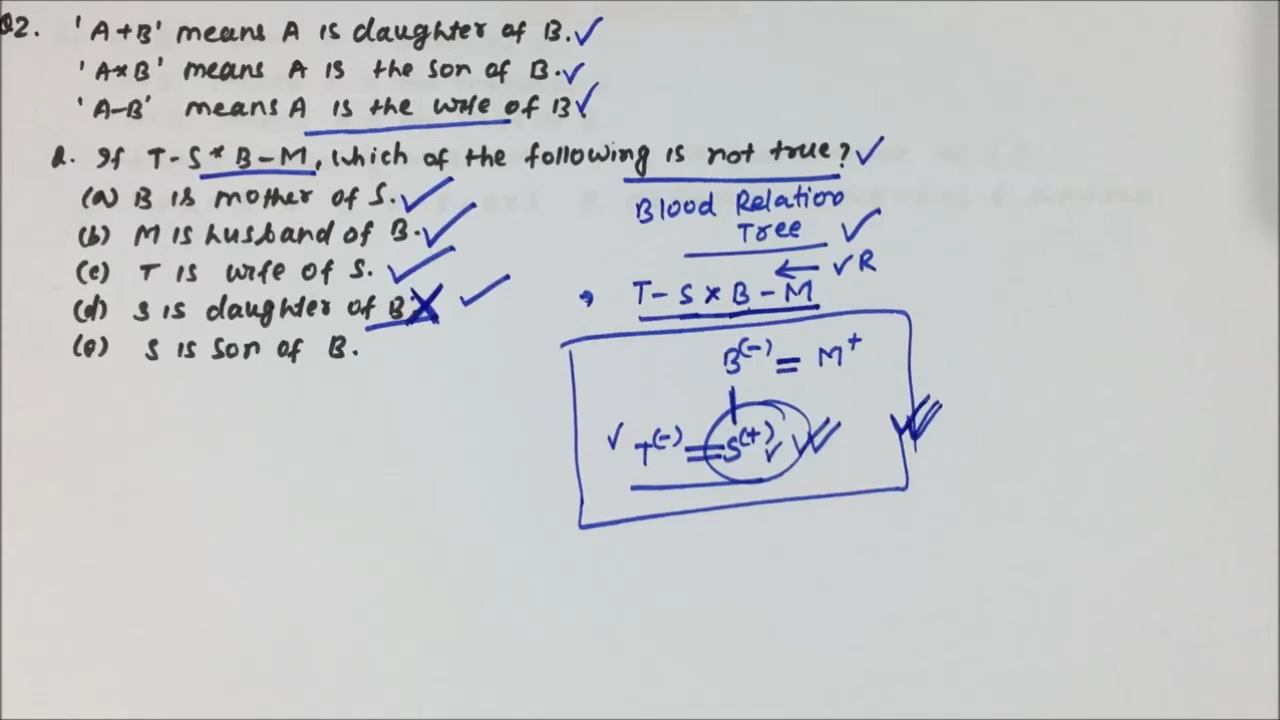 Q2. 'A+B' means A is daughter of B. ✓
'A*B' means A is the son of B. ✓
'A-B' means A is the wife of B ✓
Q. If T-S*B-M, which of the following is not true? ✓
(a) B is mother of S. ✓
(b) M is husband of B. ✓
(c) T is wife of S. ✓
(d) S is daughter of B. ✗ ✓
(e) S is son of B.
Blood Relation
Tree ✓
← ✓R
T-S×B-M
B(-) = M+
✓ T(-) = S(+) ✓ ✓✓